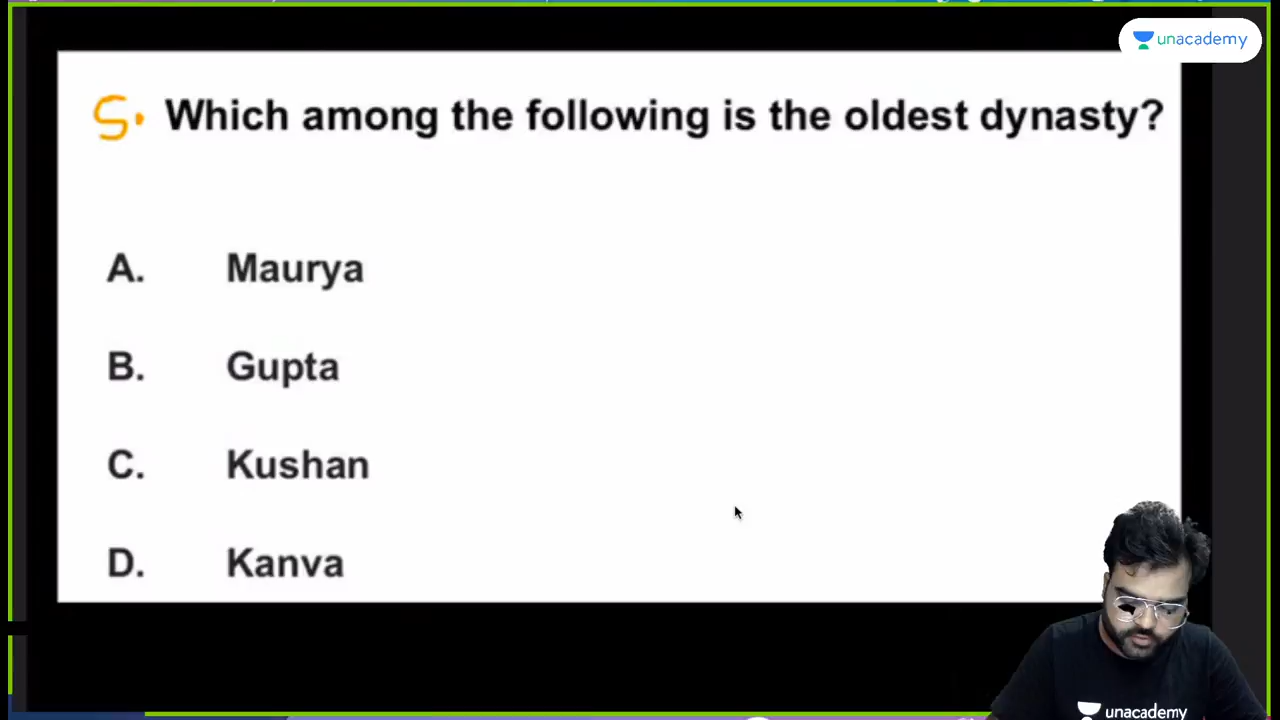 unacademy
5. Which among the following is the oldest dynasty?
A. Maurya
B. Gupta
C. Kushan
D. Kanva
unacademy